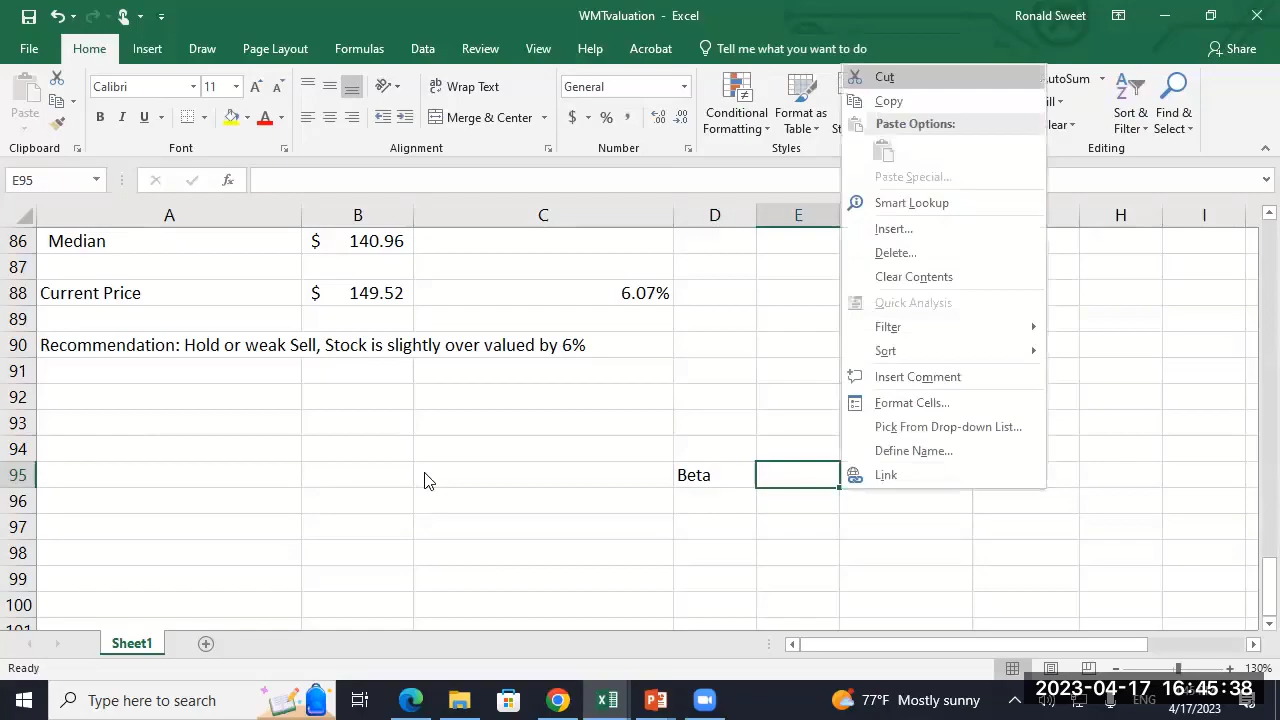 WMTvaluation - Excel
Ronald Sweet
File Home Insert Draw Page Layout Formulas Data Review View Help Acrobat Tell me what you want to do Share
Paste
Clipboard
Calibri 11
B I U A
Font
Wrap Text
Merge & Center
Alignment
General
$ % ,
Number
Conditional Formatting
Format as Table
Styles
AutoSum
Sort & Filter
Find & Select
Editing
Cut
Copy
Paste Options:
Paste Special...
Smart Lookup
Insert...
Delete...
Clear Contents
Quick Analysis
Filter
Sort
Insert Comment
Format Cells...
Pick From Drop-down List...
Define Name...
Link
E95 fx
A B C D E H I
86 Median $ 140.96
87
88 Current Price $ 149.52 6.07%
89
90 Recommendation: Hold or weak Sell, Stock is slightly over valued by 6%
91
92
93
94
95 Beta
96
97
98
99
100
Sheet1
Ready
130%
Type here to search
77°F Mostly sunny
2023-04-17 16:45:38
ENG
4/17/2023